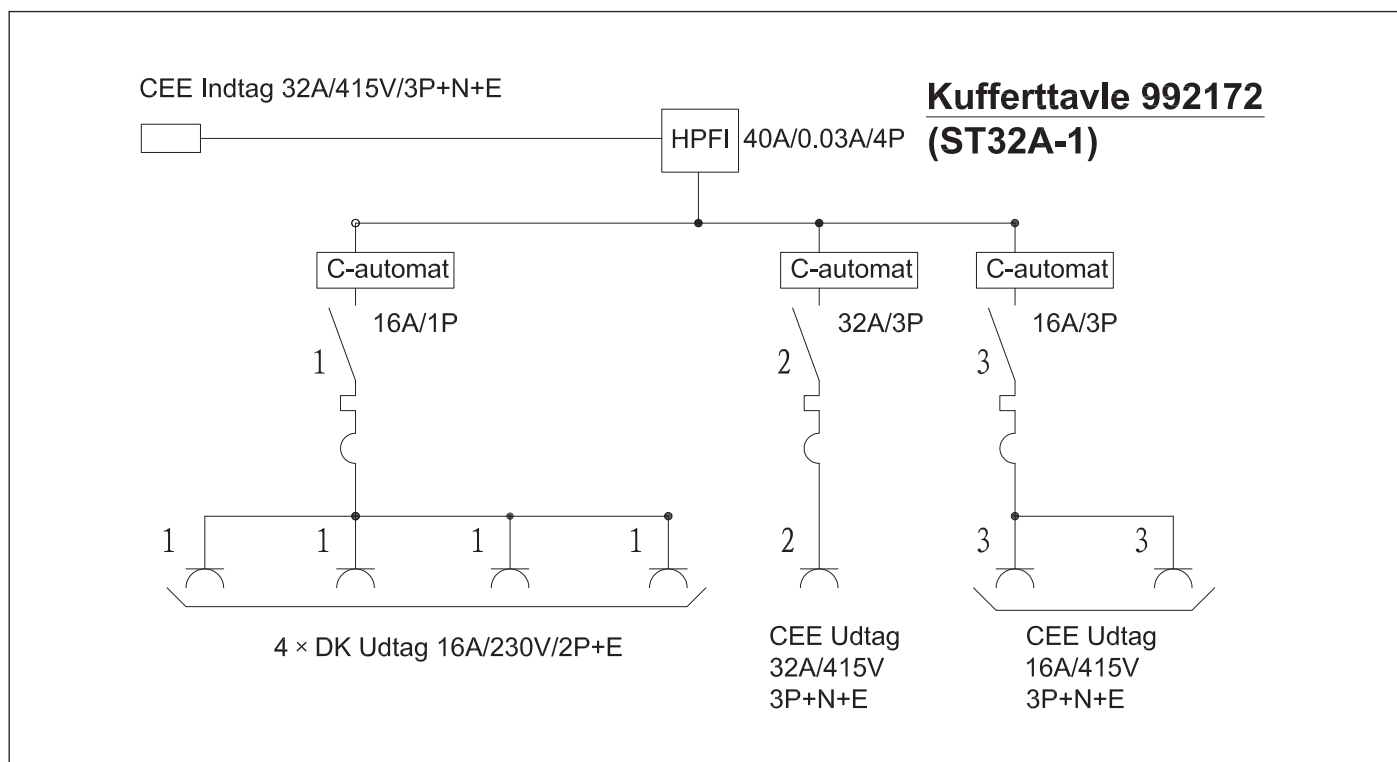 CEE Indtag 32A/415V/3P+N+E
Kufferttavle 992172
(ST32A-1)
HPFI 40A/0.03A/4P
C-automat C-automat C-automat
16A/1P 32A/3P 16A/3P
1 2 3
1 1 1 1 2 3 3
4 × DK Udtag 16A/230V/2P+E
CEE Udtag
32A/415V
3P+N+E
CEE Udtag
16A/415V
3P+N+E